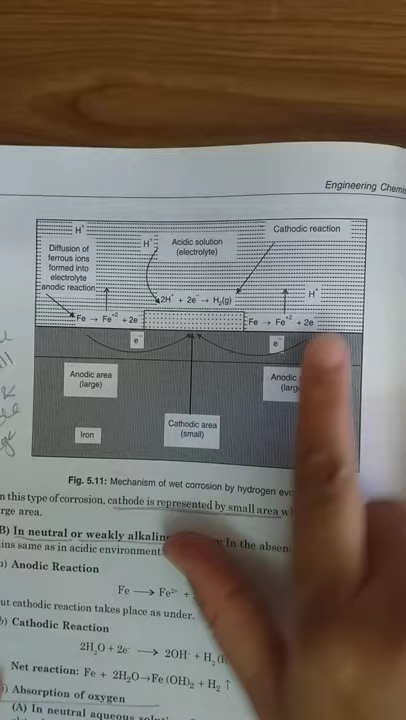 Engineering Chemis
H⁺
Diffusion of
ferrous ions
formed into
electrolyte
anodic reaction
H⁺
Acidic solution
(electrolyte)
Cathodic reaction
H⁺
2H⁺ + 2e⁻ → H₂(g)
Fe → Fe⁺² + 2e⁻
Fe → Fe⁺² + 2e⁻
e⁻
e⁻
Anodic area
(large)
Anodic
(larg
Cathodic area
(small)
Iron
Fig. 5.11: Mechanism of wet corrosion by hydrogen evo
n this type of corrosion, cathode is represented by small area w
rge area.
B) In neutral or weakly alkalin In the absen
ins same as in acidic environment
a) Anodic Reaction
Fe ⟶ Fe²⁺ +
ut cathodic reaction takes place as under.
b) Cathodic Reaction
2H₂O + 2e⁻ ⟶ 2OH⁻ + H₂
Net reaction: Fe + 2H₂O→Fe (OH)₂ + H₂ ↑
i) Absorption of oxygen
(A) In neutral aqueous